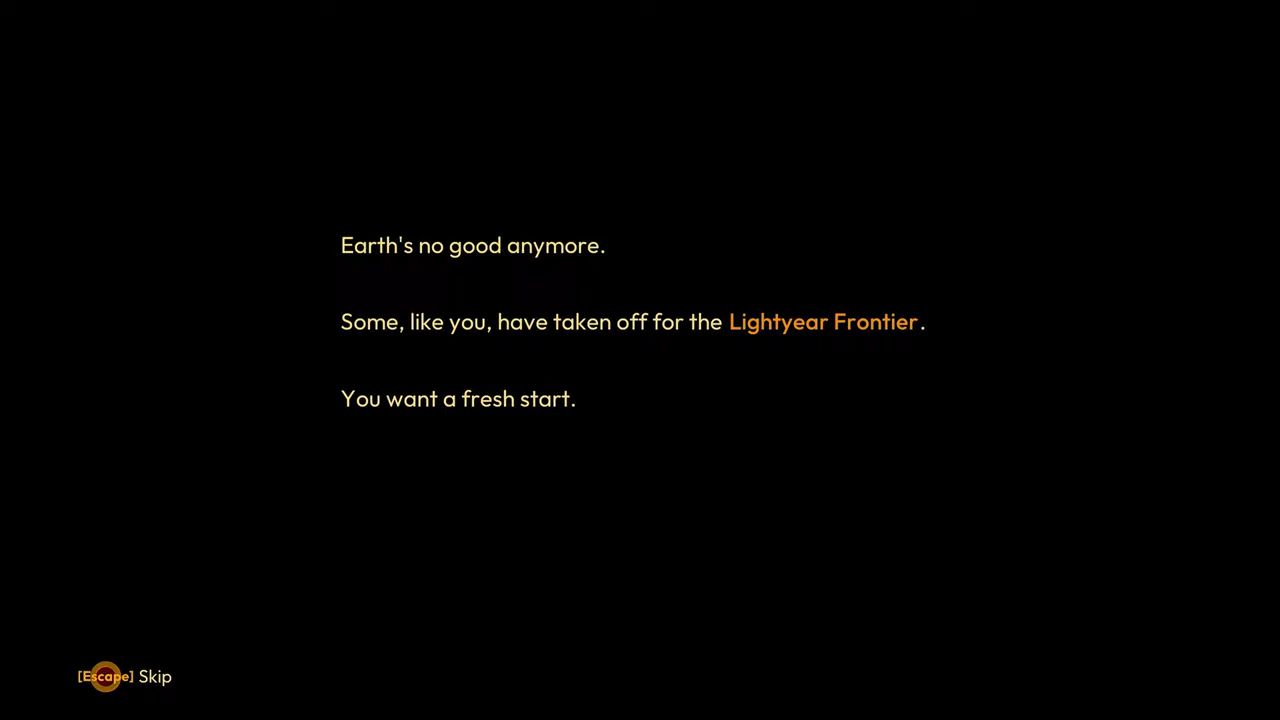 Earth's no good anymore.
Some, like you, have taken off for the Lightyear Frontier.
You want a fresh start.
[Escape] Skip